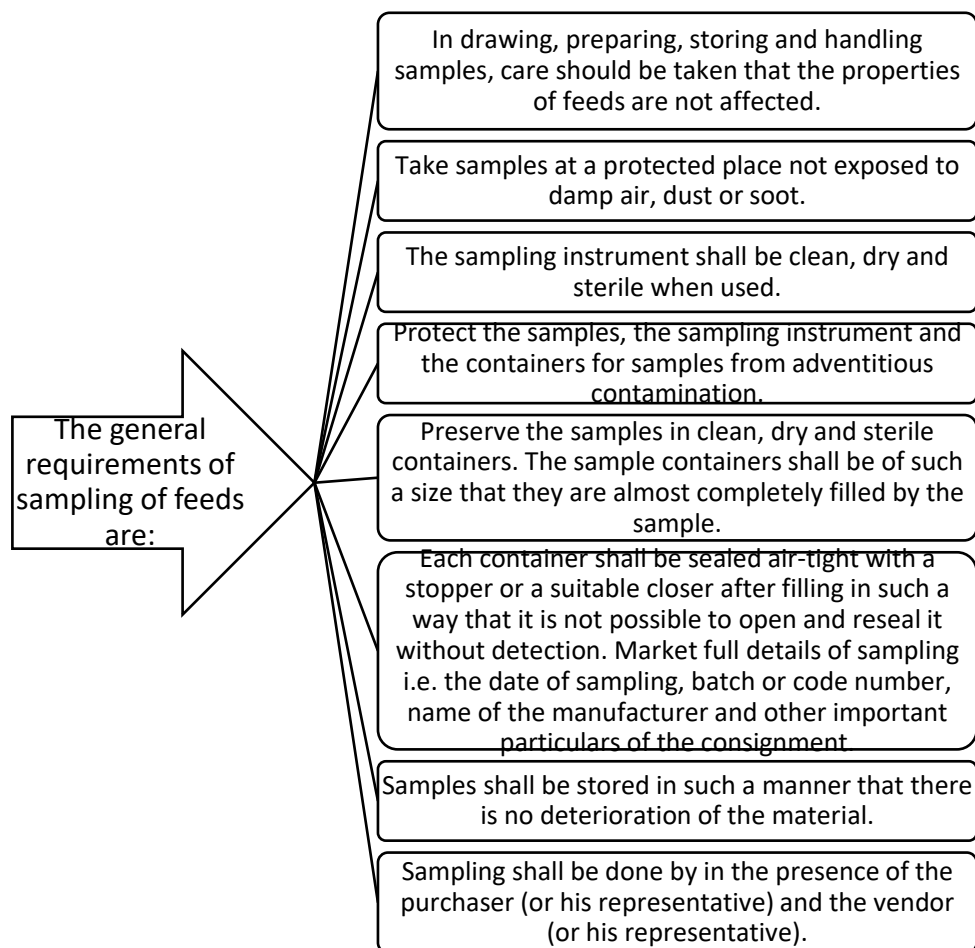 The general
requirements of
sampling of feeds
are:
In drawing, preparing, storing and handling
samples, care should be taken that the properties
of feeds are not affected.
Take samples at a protected place not exposed to
damp air, dust or soot.
The sampling instrument shall be clean, dry and
sterile when used.
Protect the samples, the sampling instrument and
the containers for samples from adventitious
contamination.
Preserve the samples in clean, dry and sterile
containers. The sample containers shall be of such
a size that they are almost completely filled by the
sample.
Each container shall be sealed air-tight with a
stopper or a suitable closer after filling in such a
way that it is not possible to open and reseal it
without detection. Market full details of sampling
i.e. the date of sampling, batch or code number,
name of the manufacturer and other important
particulars of the consignment.
Samples shall be stored in such a manner that there
is no deterioration of the material.
Sampling shall be done by in the presence of the
purchaser (or his representative) and the vendor
(or his representative).